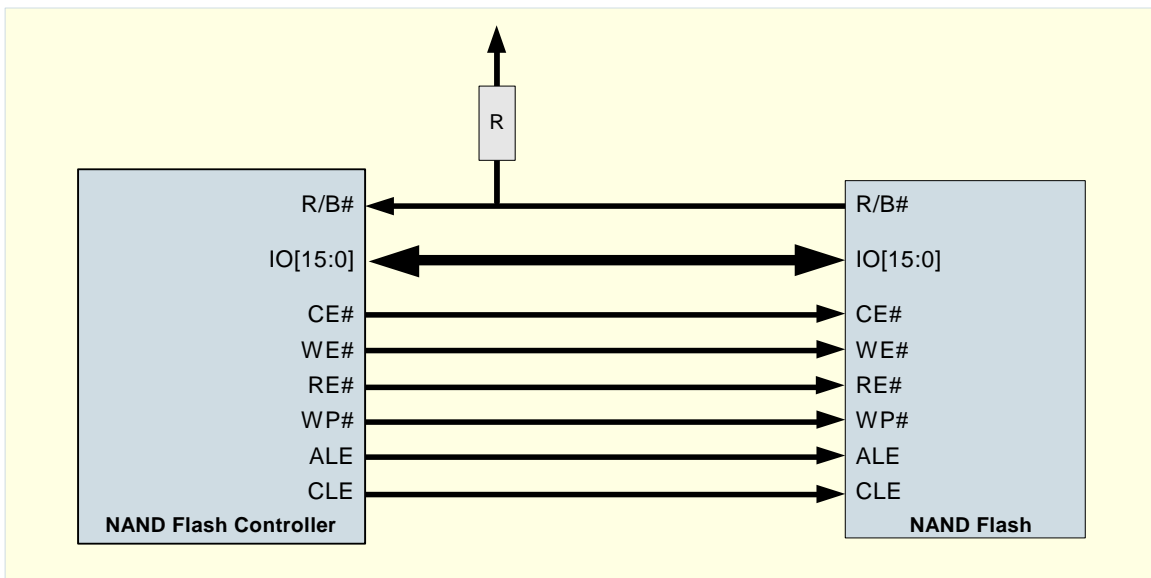 R
R/B#
R/B#
IO[15:0]
IO[15:0]
CE#
CE#
WE#
WE#
RE#
RE#
WP#
WP#
ALE
ALE
CLE
CLE
NAND Flash Controller
NAND Flash